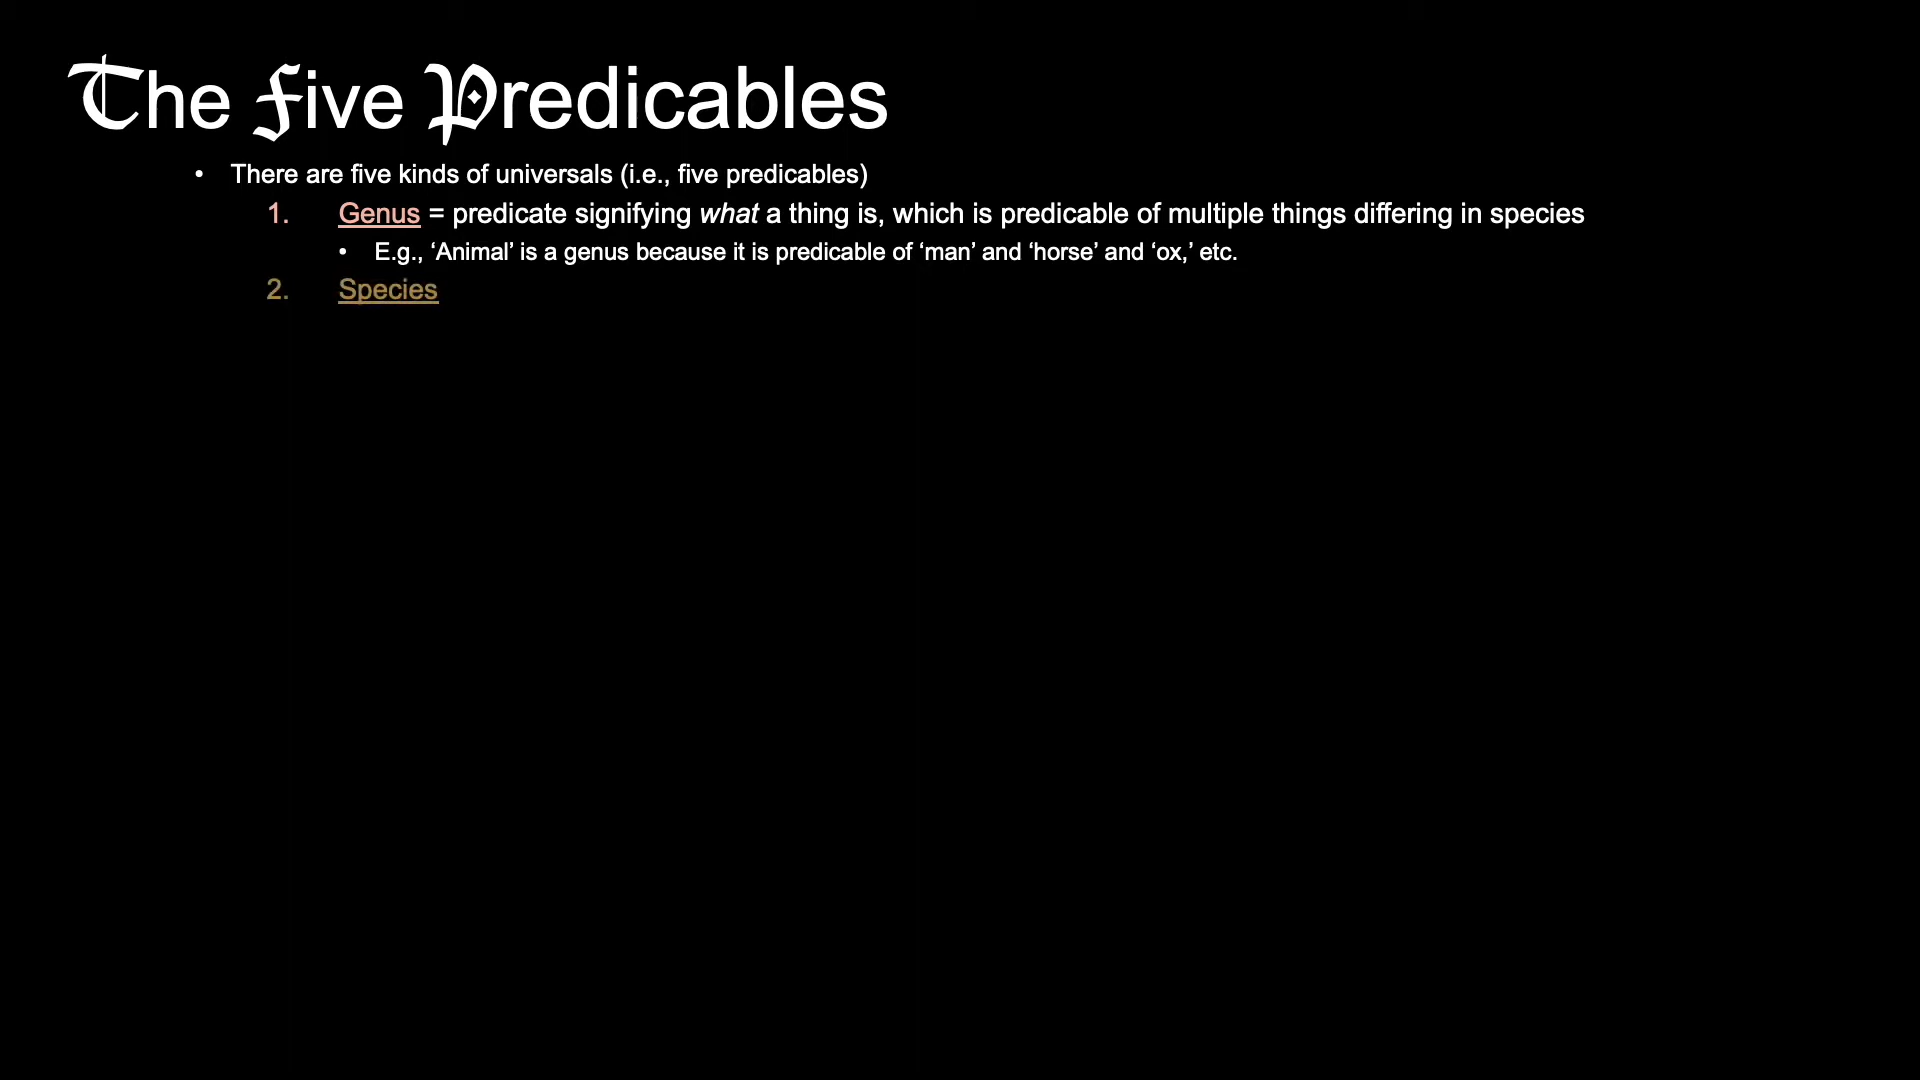 The Five Predicables
• There are five kinds of universals (i.e., five predicables)
1. Genus = predicate signifying what a thing is, which is predicable of multiple things differing in species
• E.g., ‘Animal’ is a genus because it is predicable of ‘man’ and ‘horse’ and ‘ox,’ etc.
2. Species